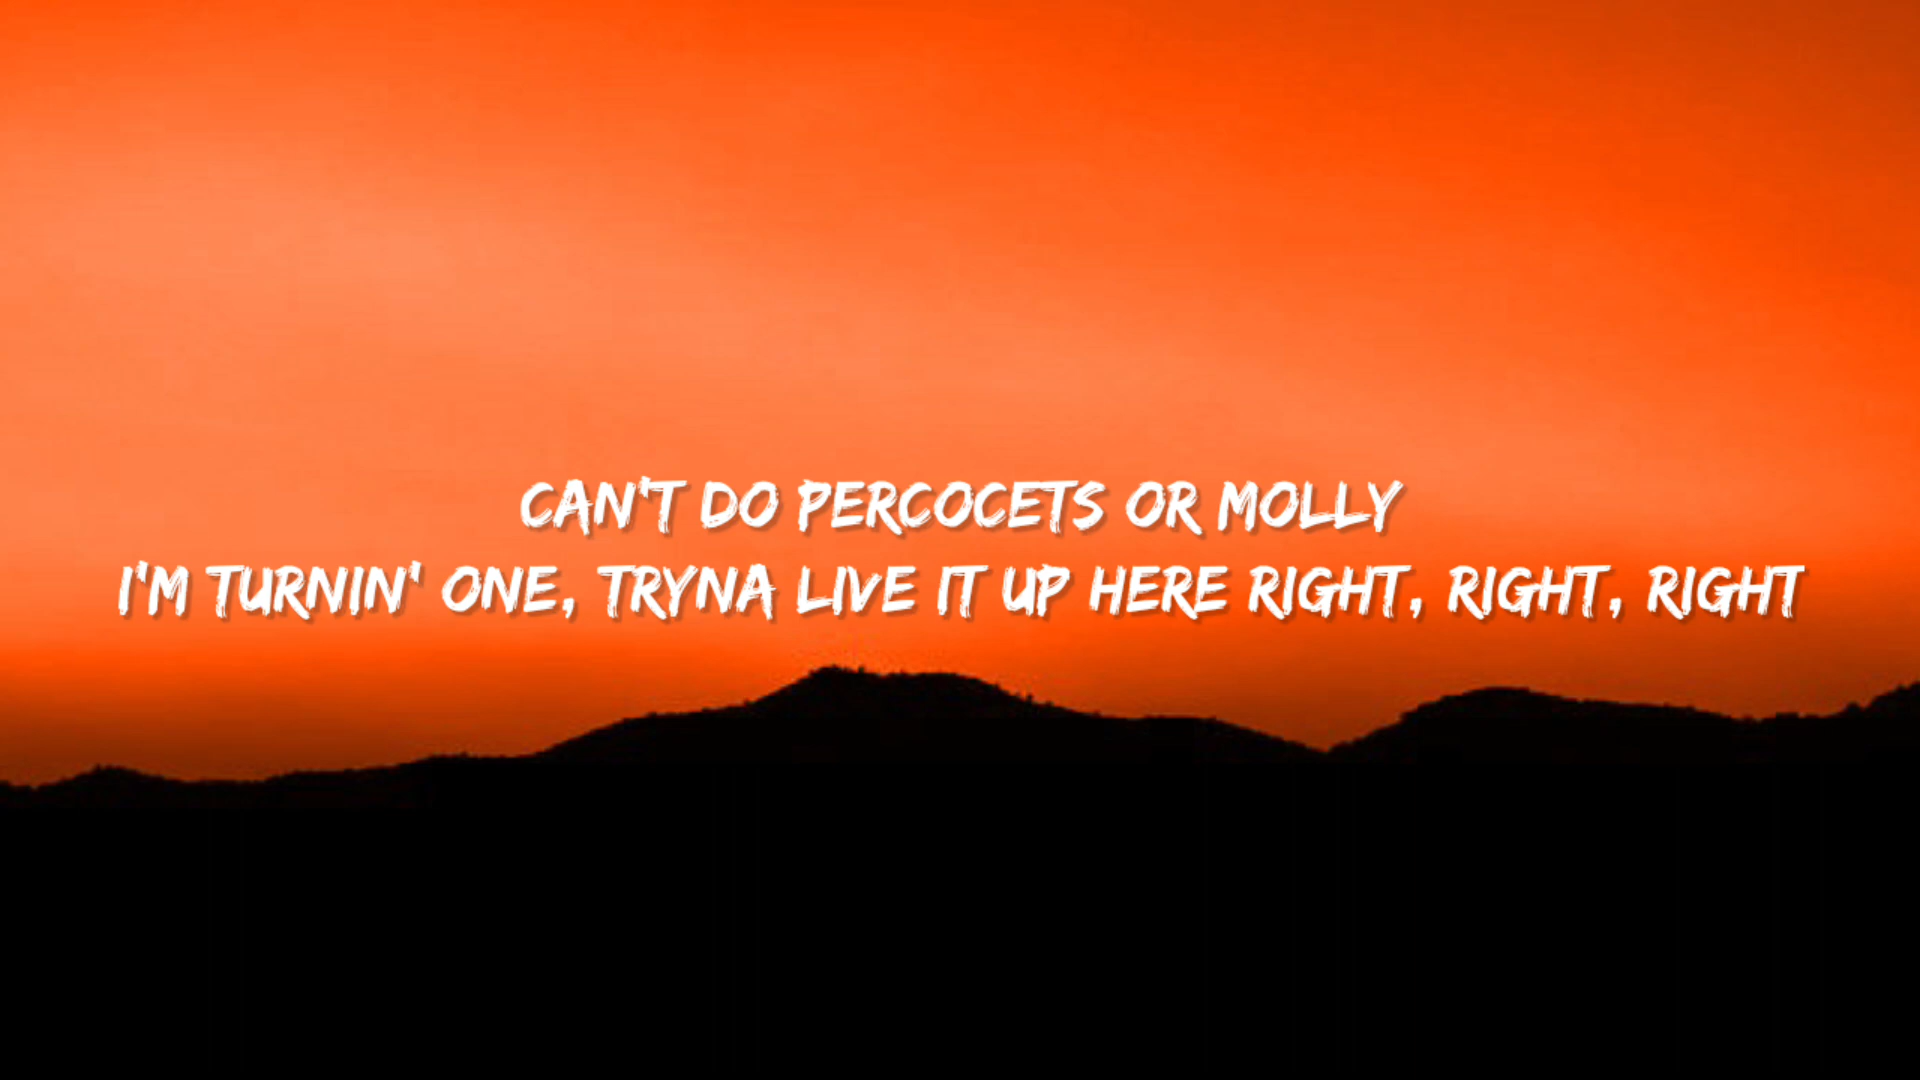 CAN'T DO PERCOCETS OR MOLLY
I'M TURNIN' ONE, TRYNA LIVE IT UP HERE RIGHT, RIGHT, RIGHT